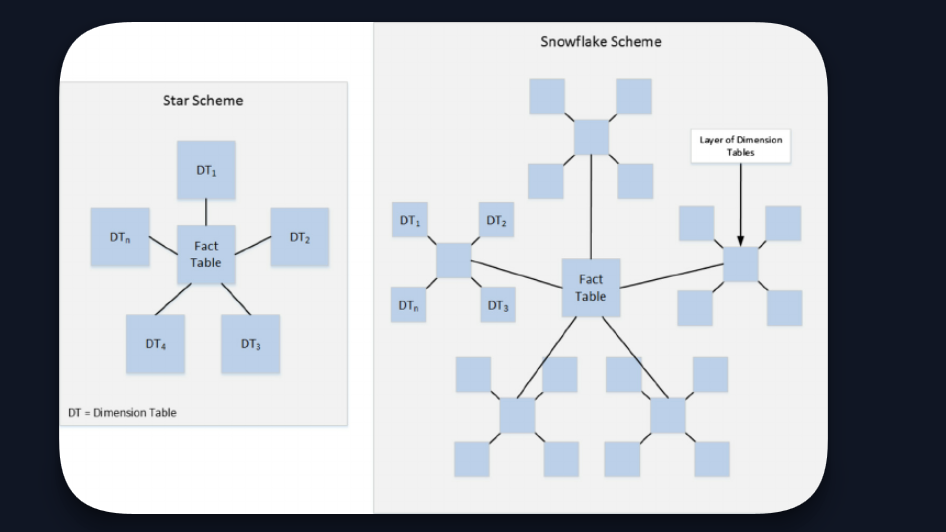 Star Scheme
DT₁
DTₙ
Fact
Table
DT₂
DT₄
DT₃
DT = Dimension Table
Snowflake Scheme
Layer of Dimension
Tables
DT₁
DT₂
Fact
Table
DTₙ
DT₃